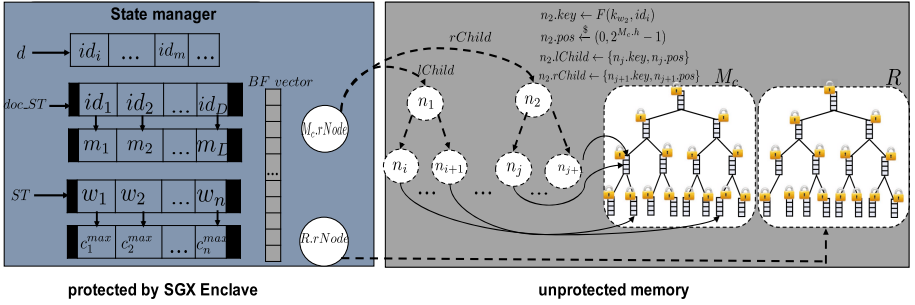 State manager
d id_i ... id_m ...
doc_ST id_1 id_2 ... id_D
m_1 m_2 ... m_D
ST w_1 w_2 ... w_n
c_1^{max} c_2^{max} ... c_n^{max}
BF vector
...
M_c.rNode
R.rNode
protected by SGX Enclave
rChild
lChild
n_1 n_2
n_i n_{i+1} n_j n_{j+}
... ... ... ...
n_2.key ← F(k_{w_2}, id_i)
n_2.pos ←$ (0, 2^{M_c.h} − 1)
n_2.lChild ← {n_j.key, n_j.pos}
n_2.rChild ← {n_{j+1}.key, n_{j+1}.pos}
M_c R
unprotected memory